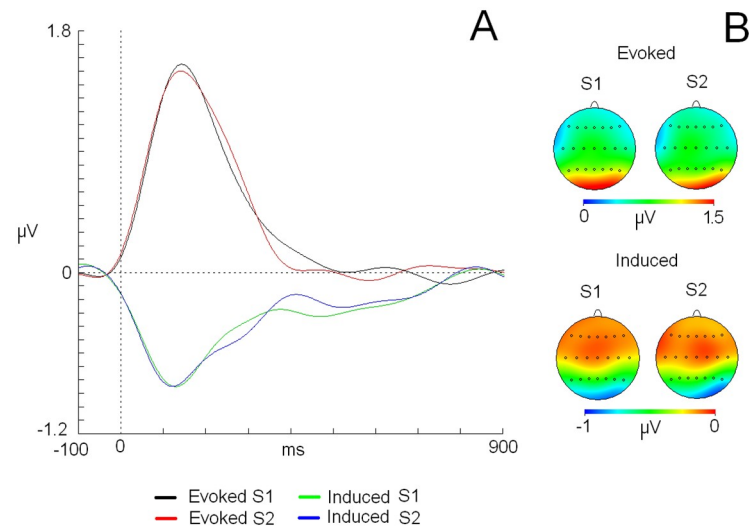 A
B
1.8
µV
0
-1.2
-100
0
ms
900
Evoked S1
Evoked S2
Induced S1
Induced S2
Evoked
S1
S2
0
µV
1.5
Induced
S1
S2
-1
µV
0